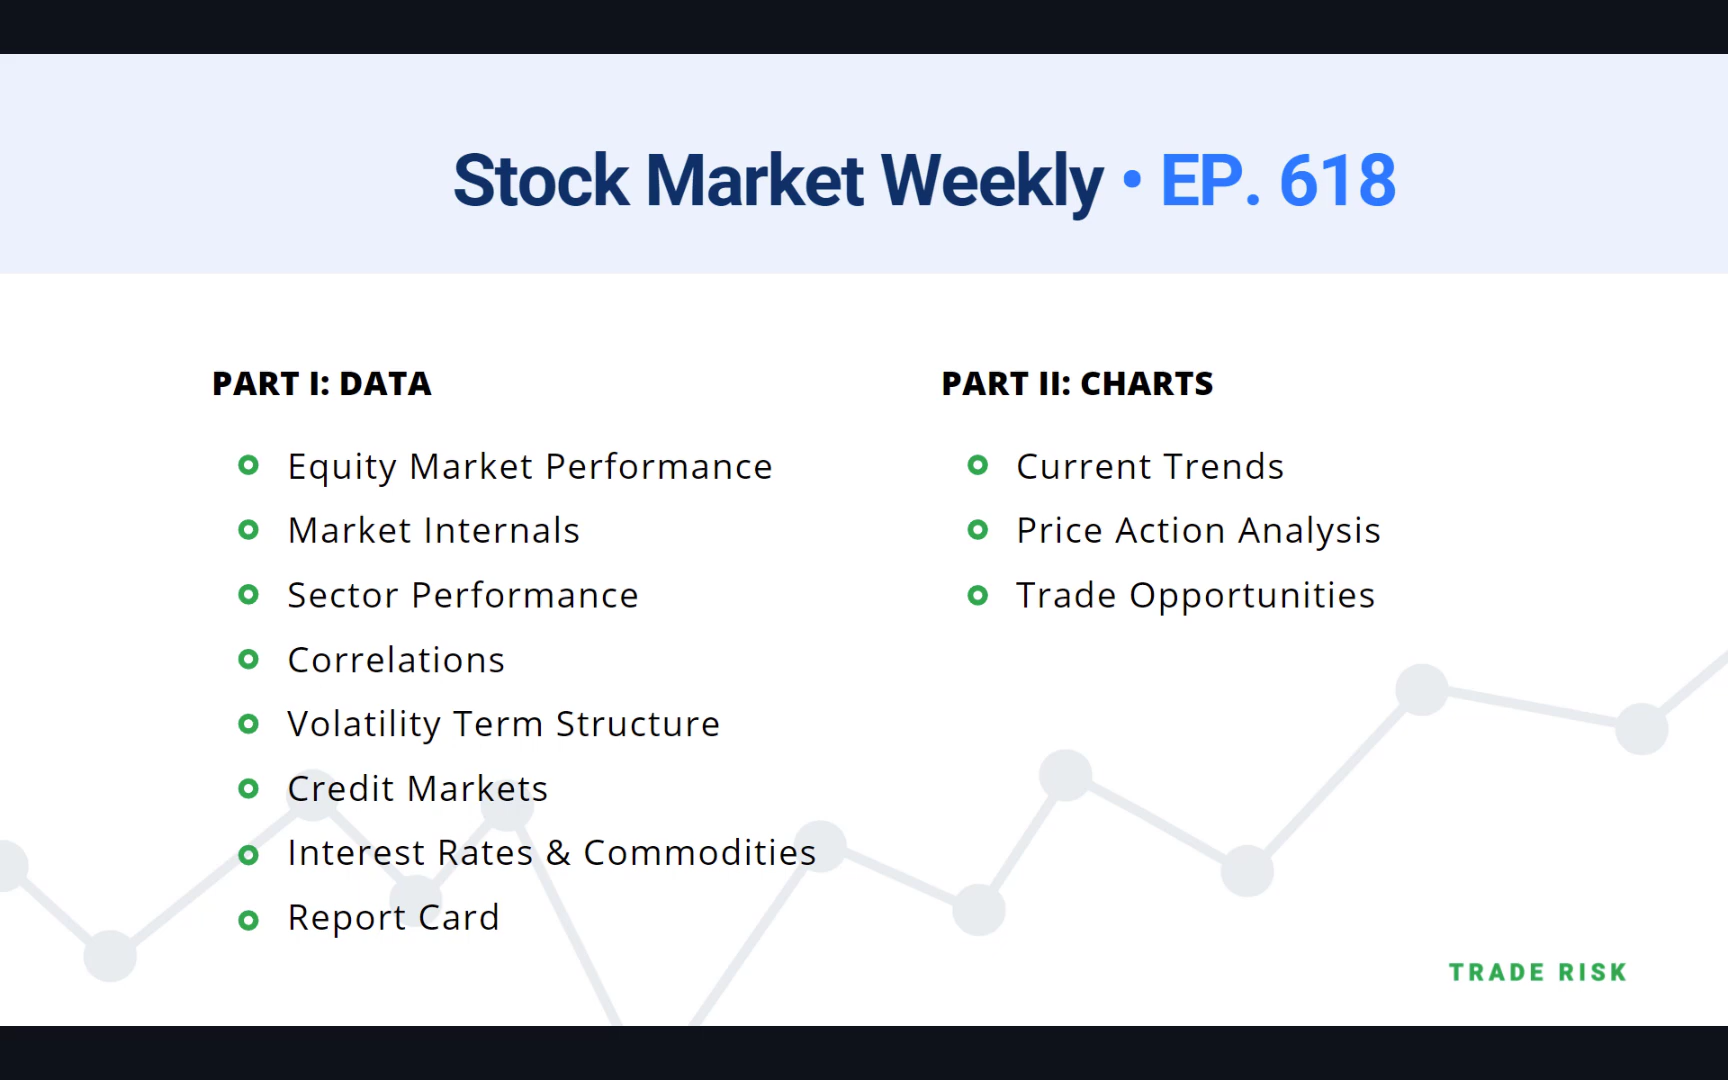 Stock Market Weekly • EP. 618
PART I: DATA
Equity Market Performance
Market Internals
Sector Performance
Correlations
Volatility Term Structure
Credit Markets
Interest Rates & Commodities
Report Card
PART II: CHARTS
Current Trends
Price Action Analysis
Trade Opportunities
TRADE RISK